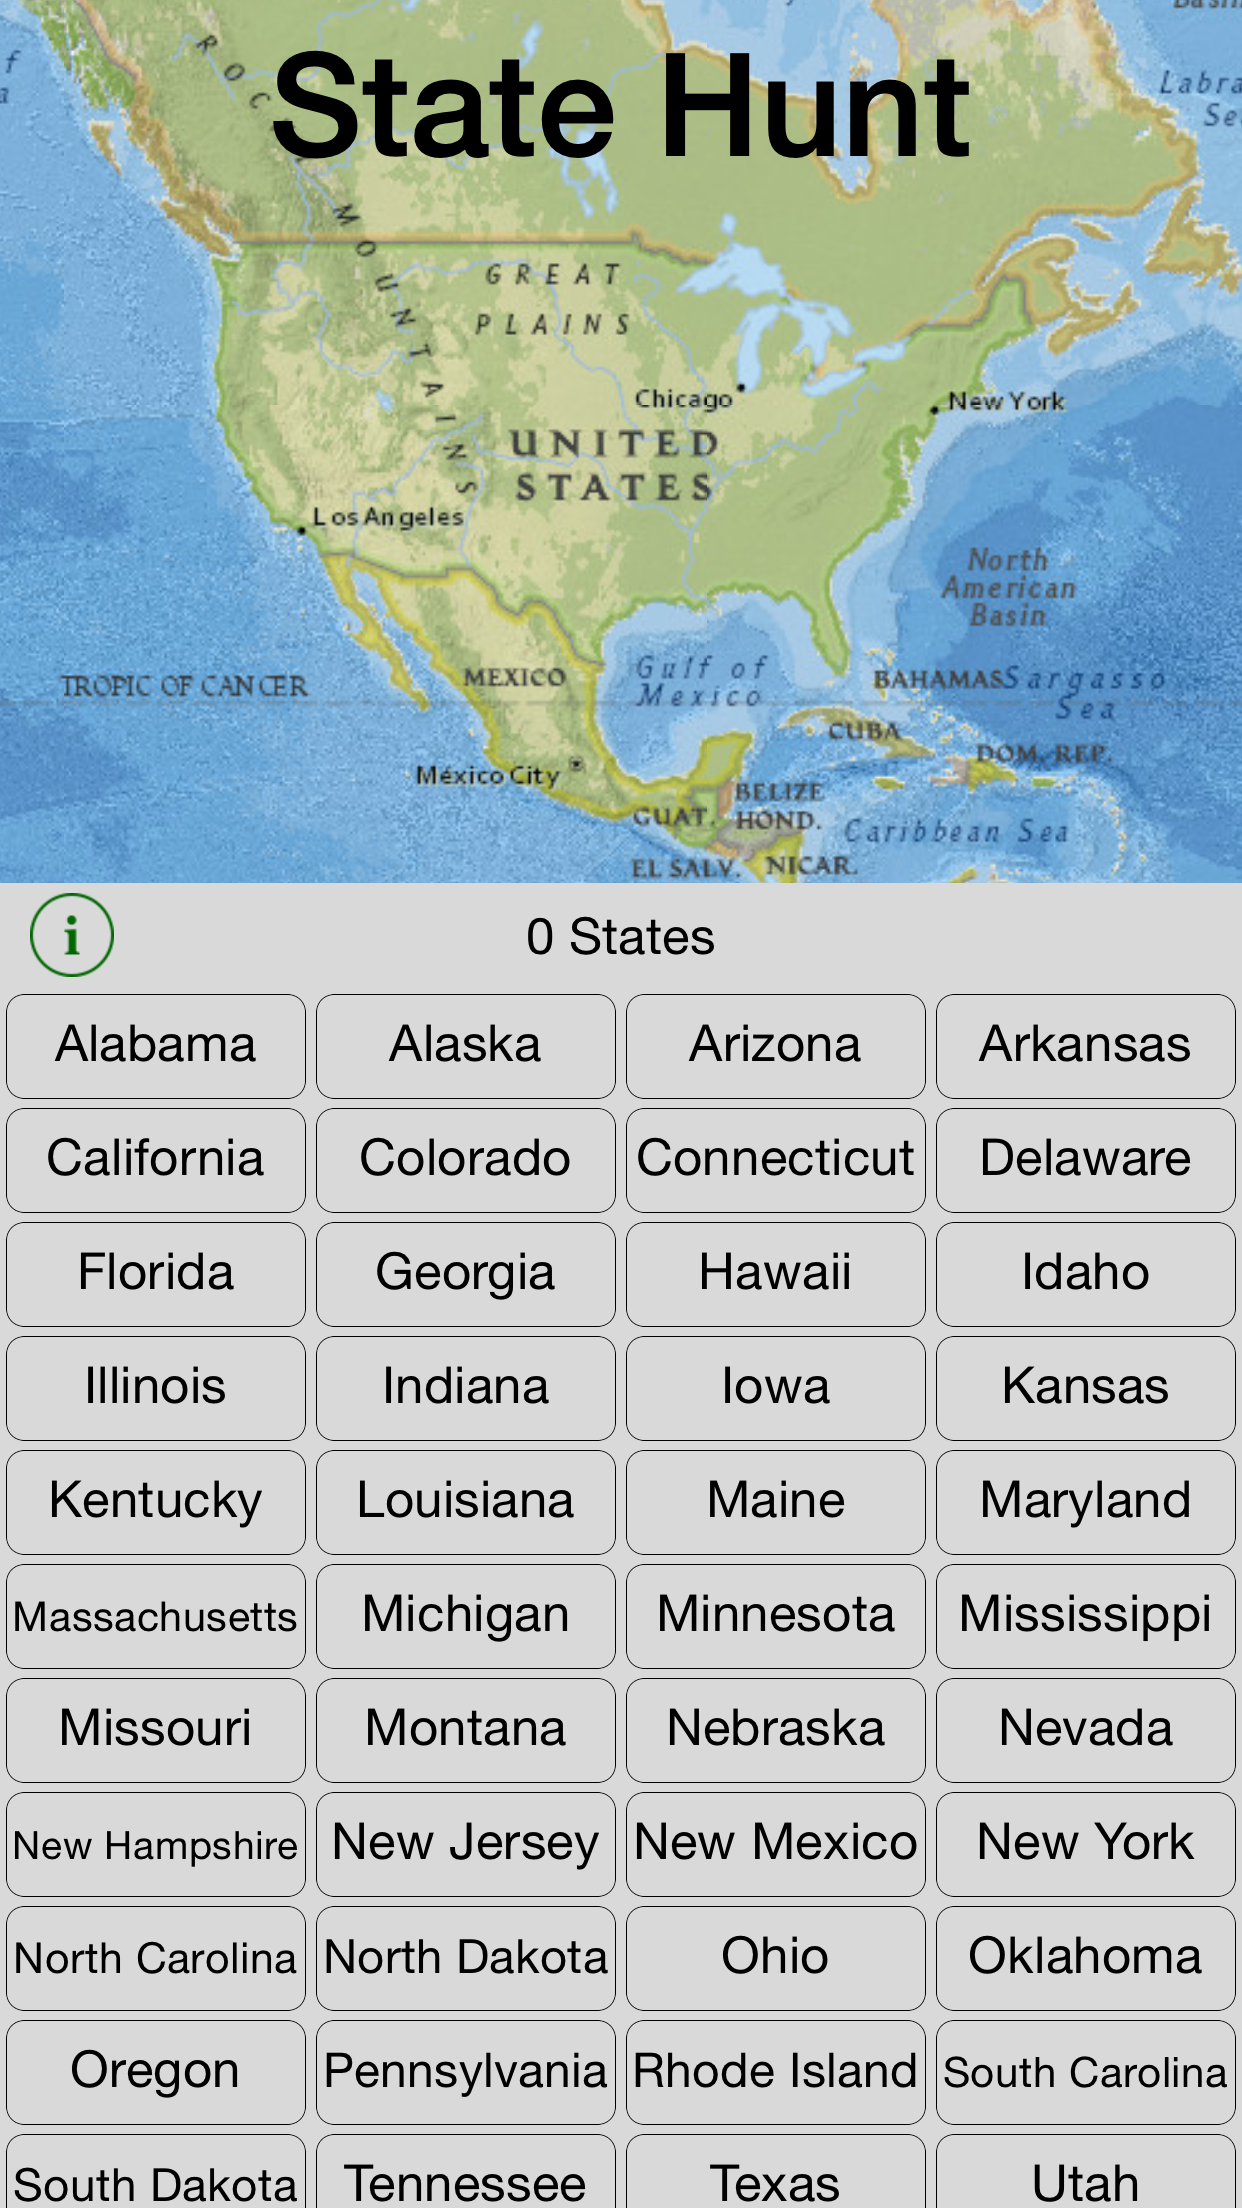 State Hunt
Labra
Se
ROCKY MOUNTAINS
GREAT
PLAINS
Chicago
New York
UNITED
STATES
Los Angeles
North
American
Basin
TROPIC OF CANCER
MEXICO
Gulf of
Mexico
BAHAMAS
Sargasso
Sea
CUBA
DOM. REP.
México City
BELIZE
GUAT.
HOND.
Caribbean Sea
EL SALV.
NICAR.
i
0 States
Alabama
Alaska
Arizona
Arkansas
California
Colorado
Connecticut
Delaware
Florida
Georgia
Hawaii
Idaho
Illinois
Indiana
Iowa
Kansas
Kentucky
Louisiana
Maine
Maryland
Massachusetts
Michigan
Minnesota
Mississippi
Missouri
Montana
Nebraska
Nevada
New Hampshire
New Jersey
New Mexico
New York
North Carolina
North Dakota
Ohio
Oklahoma
Oregon
Pennsylvania
Rhode Island
South Carolina
South Dakota
Tennessee
Texas
Utah